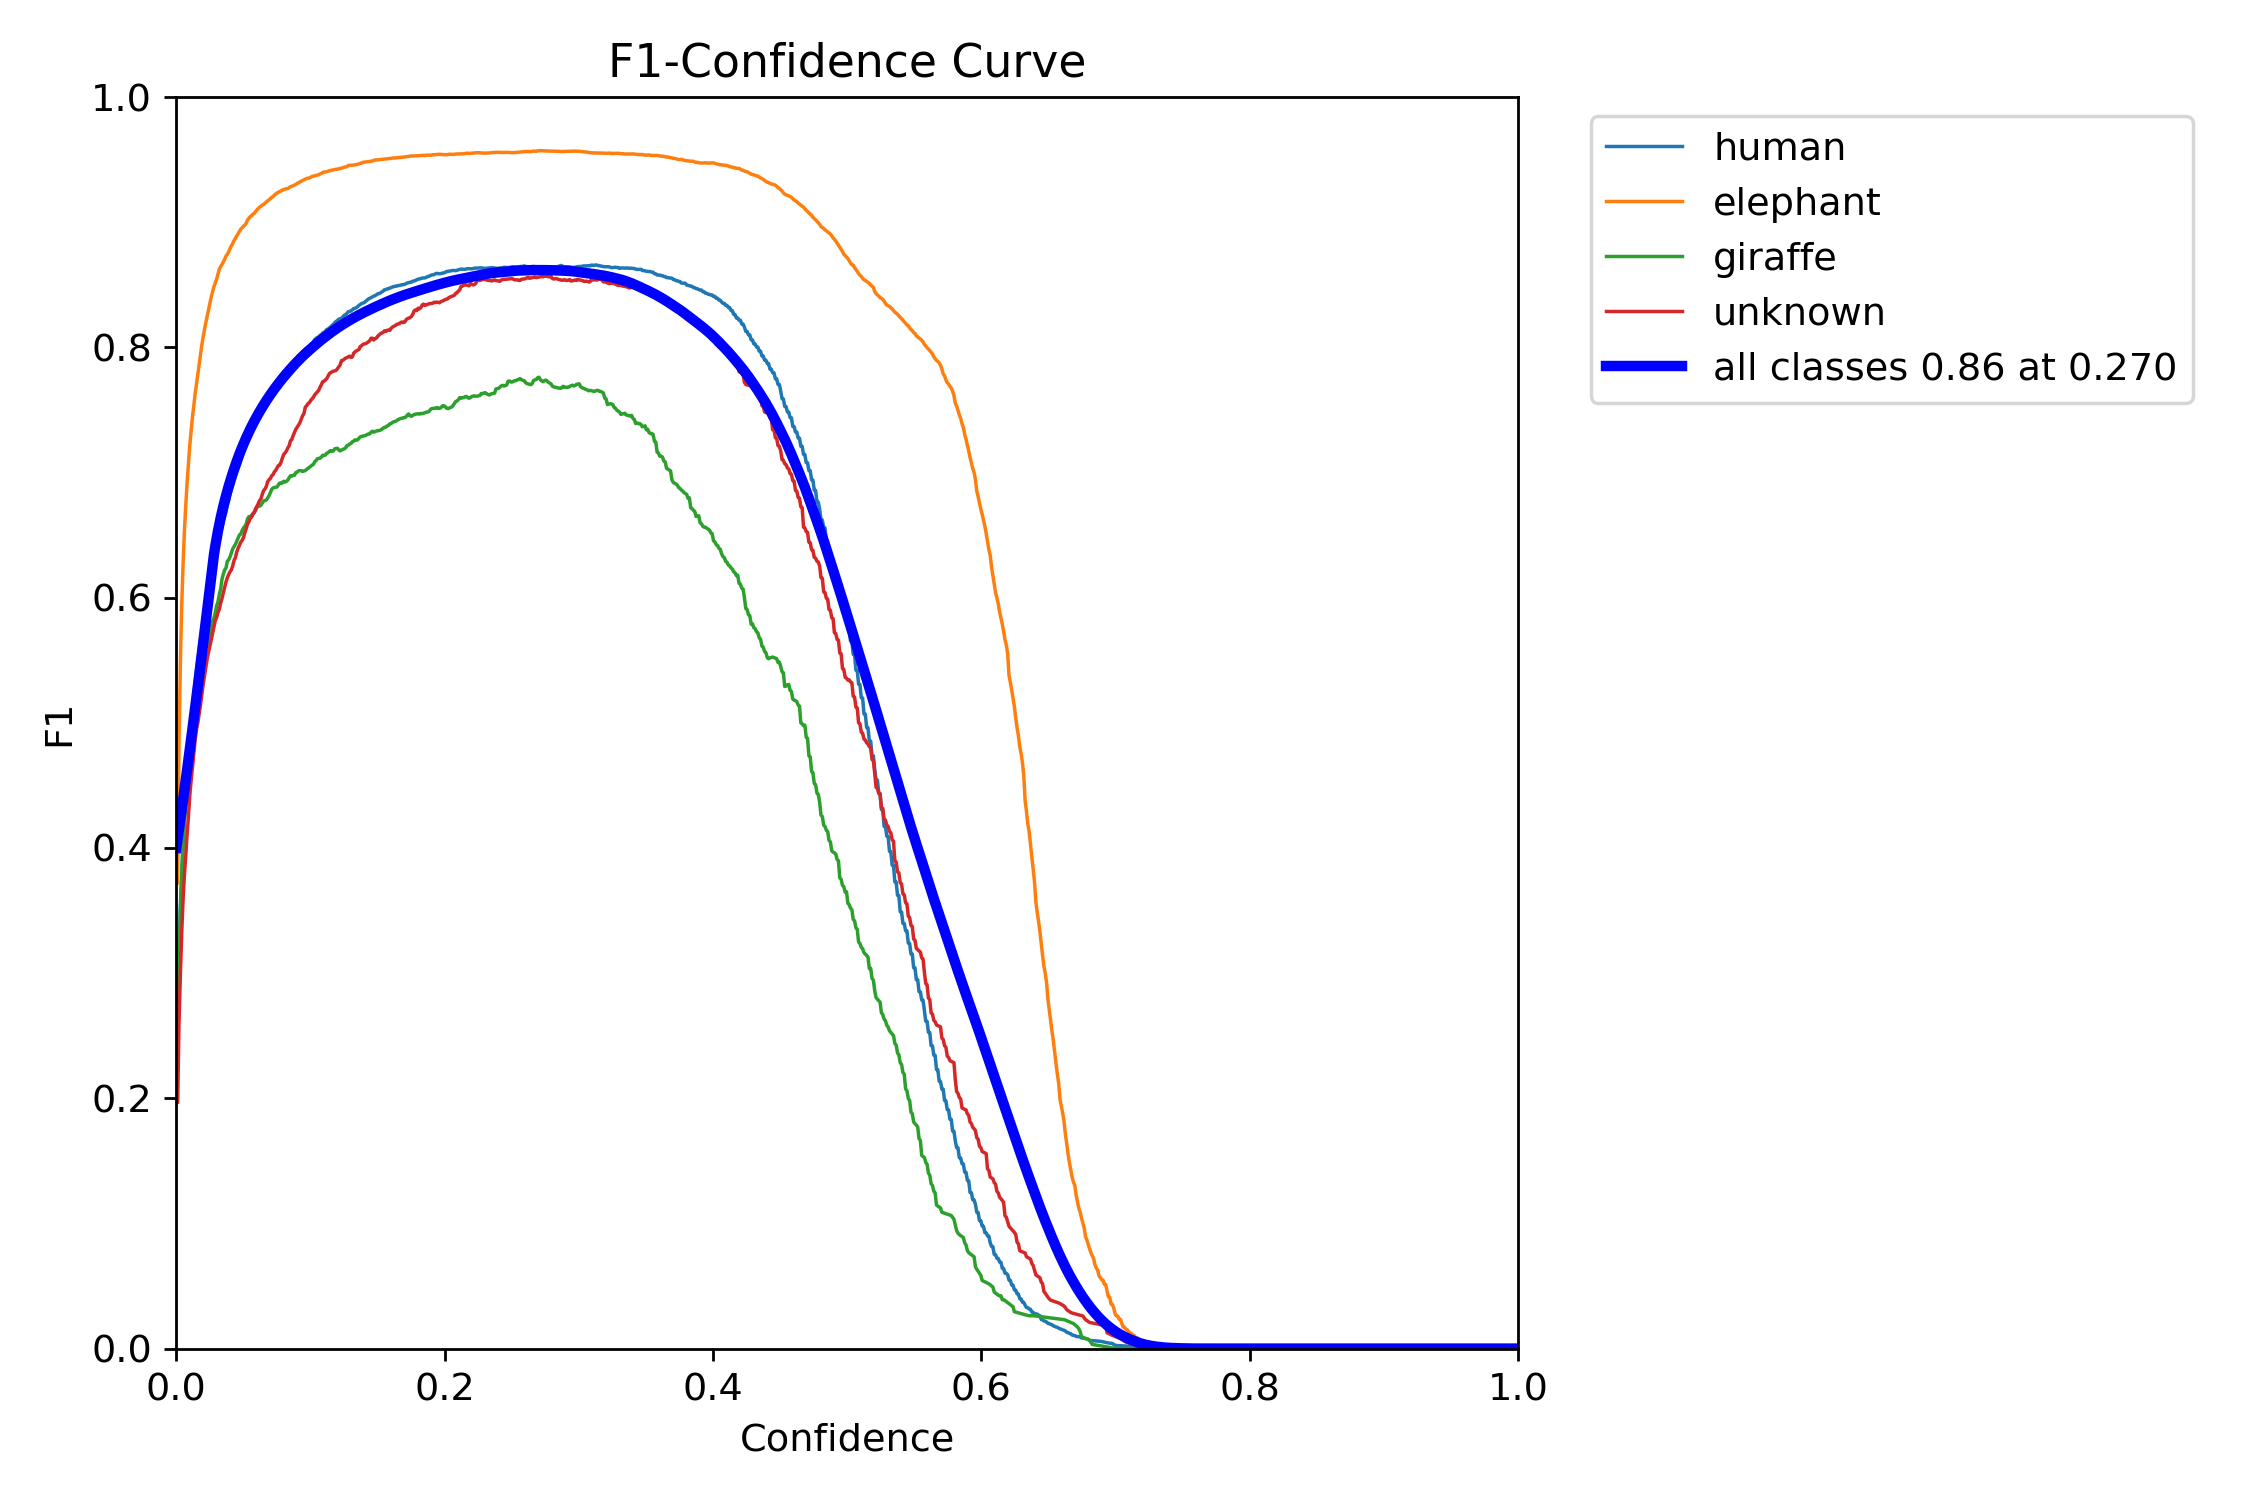 F1-Confidence Curve
1.0
0.8
0.6
0.4
0.2
0.0
F1
0.0 0.2 0.4 0.6 0.8 1.0
Confidence
human
elephant
giraffe
unknown
all classes 0.86 at 0.270